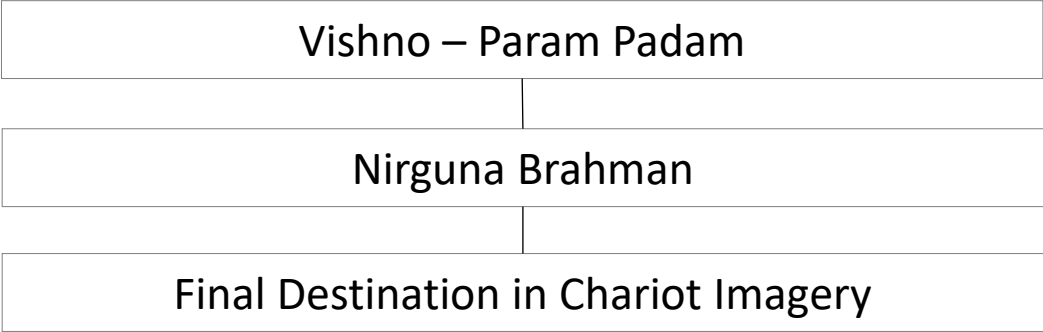 Vishno – Param Padam
Nirguna Brahman
Final Destination in Chariot Imagery